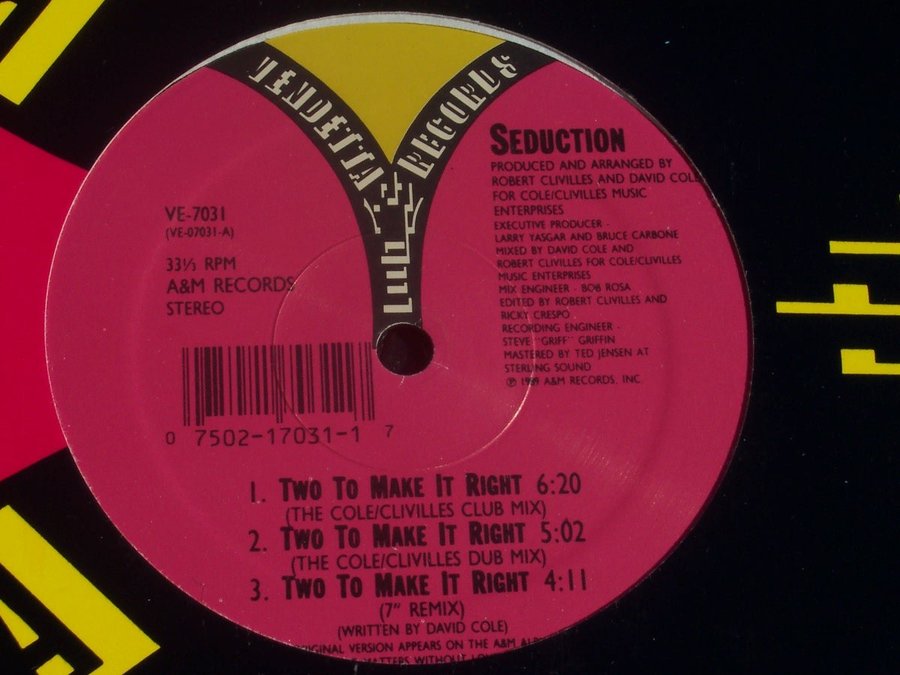 VENDETTA RECORDS
VE-7031
(VE-07031-A)
33⅓ RPM
A&M RECORDS
STEREO
SEDUCTION
PRODUCED AND ARRANGED BY
ROBERT CLIVILLES AND DAVID COLE
FOR COLE/CLIVILLES MUSIC
ENTERPRISES
EXECUTIVE PRODUCER -
LARRY YASGAR AND BRUCE CARBONE
MIXED BY DAVID COLE AND
ROBERT CLIVILLES FOR COLE/CLIVILLES
MUSIC ENTERPRISES
MIX ENGINEER - BOB ROSA
EDITED BY ROBERT CLIVILLES AND
RICKY CRESPO
RECORDING ENGINEER -
STEVE "GRIFF" GRIFFIN
MASTERED BY TED JENSEN AT
STERLING SOUND
℗ 1989 A&M RECORDS, INC.
0 7502-17031-1 7
1. TWO TO MAKE IT RIGHT 6:20
(THE COLE/CLIVILLES CLUB MIX)
2. TWO TO MAKE IT RIGHT 5:02
(THE COLE/CLIVILLES DUB MIX)
3. TWO TO MAKE IT RIGHT 4:11
(7" REMIX)
(WRITTEN BY DAVID COLE)
VERSION APPEARS ON THE A&M
WITHOUT